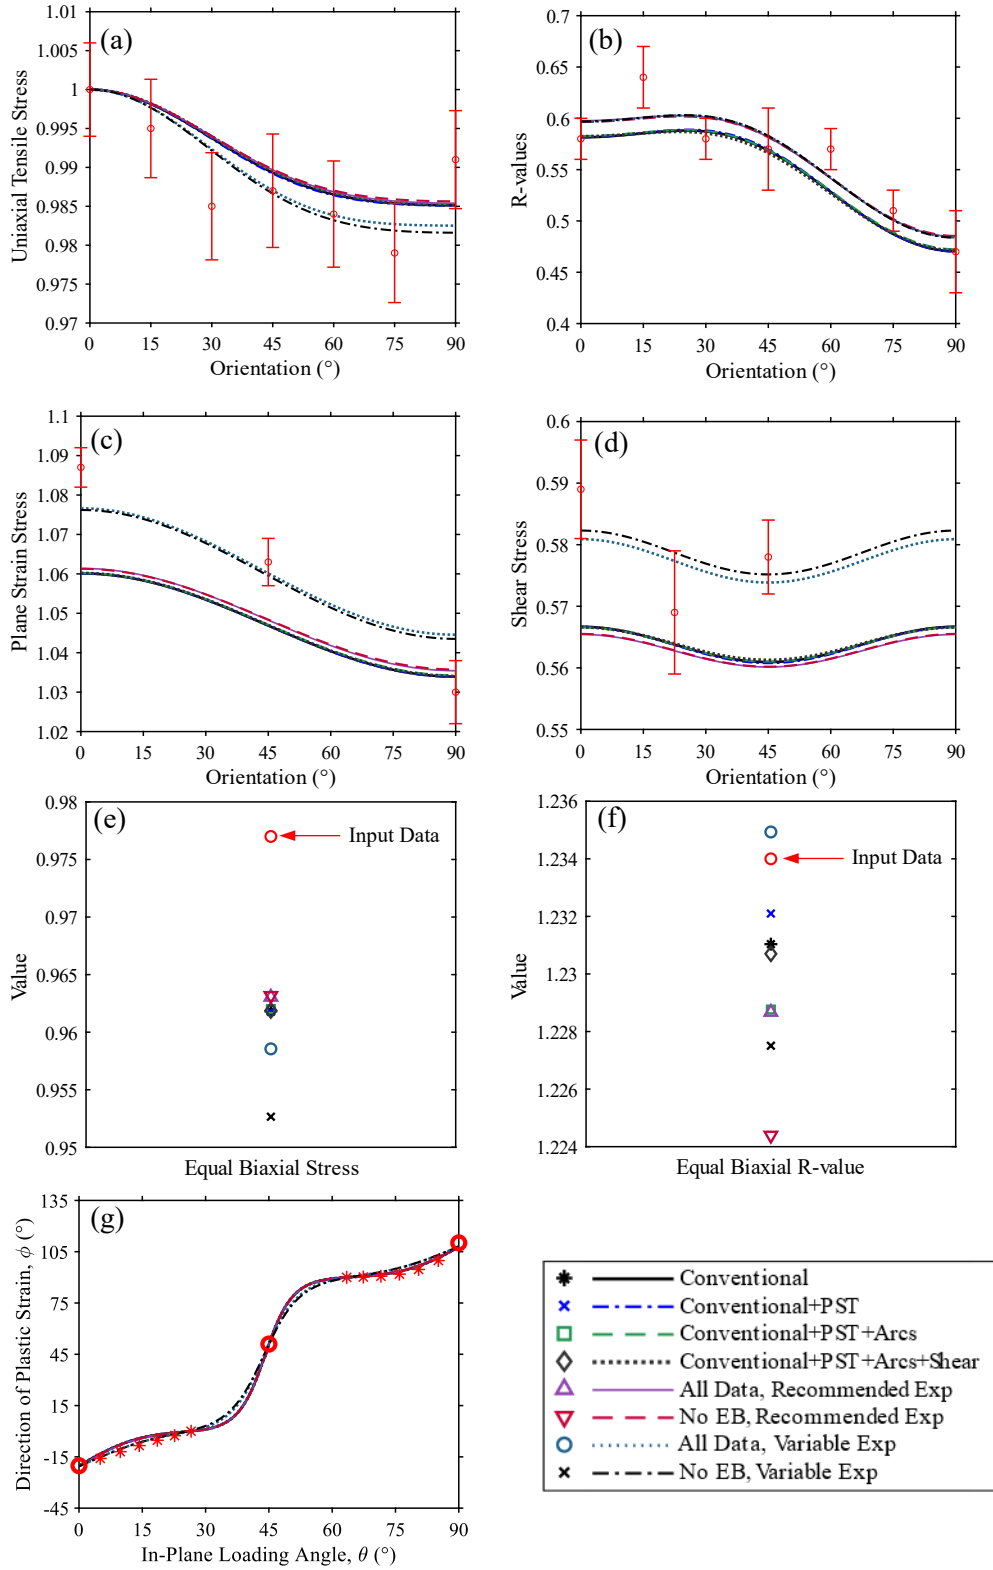 (a)
Uniaxial Tensile Stress
1.01
1.005
1
0.995
0.99
0.985
0.98
0.975
0.97
0 15 30 45 60 75 90
Orientation (°)
(b)
R-values
0.7
0.65
0.6
0.55
0.5
0.45
0.4
0 15 30 45 60 75 90
Orientation (°)
(c)
Plane Strain Stress
1.1
1.09
1.08
1.07
1.06
1.05
1.04
1.03
1.02
0 15 30 45 60 75 90
Orientation (°)
(d)
Shear Stress
0.6
0.59
0.58
0.57
0.56
0.55
0 15 30 45 60 75 90
Orientation (°)
(e)
Value
0.98
0.975
0.97
0.965
0.96
0.955
0.95
Input Data
Equal Biaxial Stress
(f)
Value
1.236
1.234
1.232
1.23
1.228
1.226
1.224
Input Data
Equal Biaxial R-value
(g)
Direction of Plastic Strain, ϕ (°)
135
105
75
45
15
-15
-45
0 15 30 45 60 75 90
In-Plane Loading Angle, θ (°)
Conventional
Conventional+PST
Conventional+PST+Arcs
Conventional+PST+Arcs+Shear
All Data, Recommended Exp
No EB, Recommended Exp
All Data, Variable Exp
No EB, Variable Exp